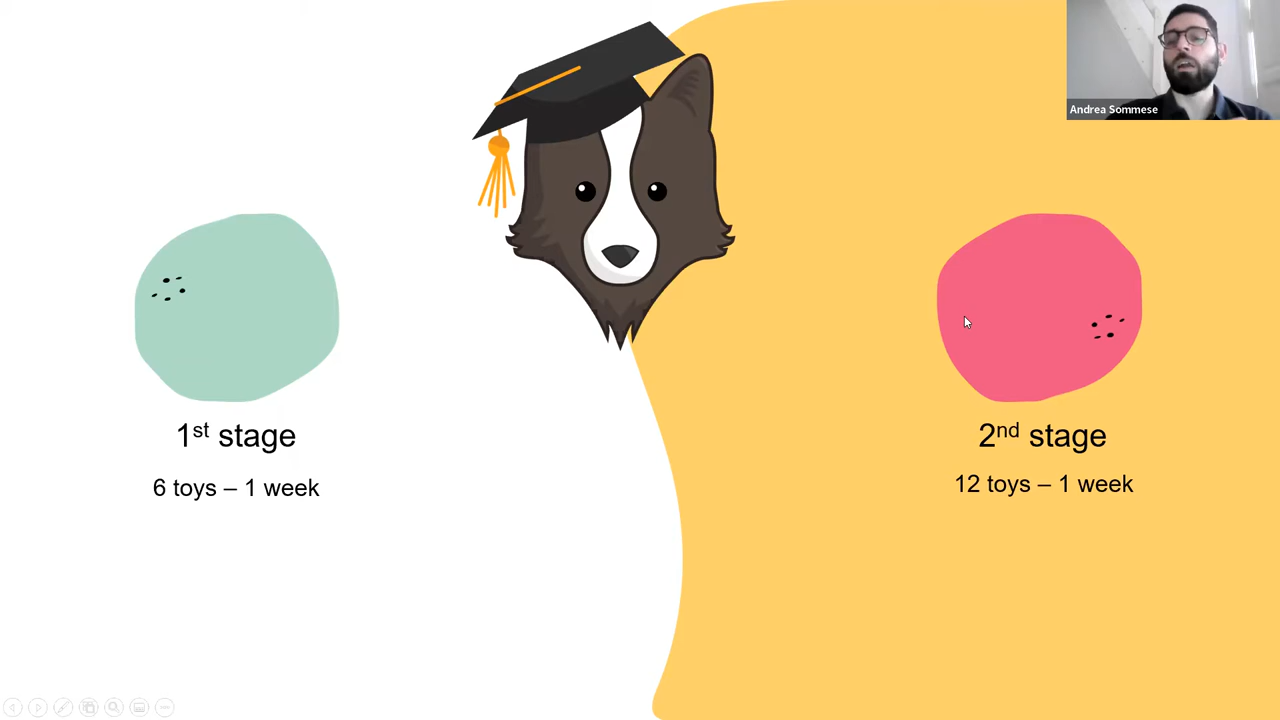 Andrea Sommese
1st stage
6 toys – 1 week
2nd stage
12 toys – 1 week